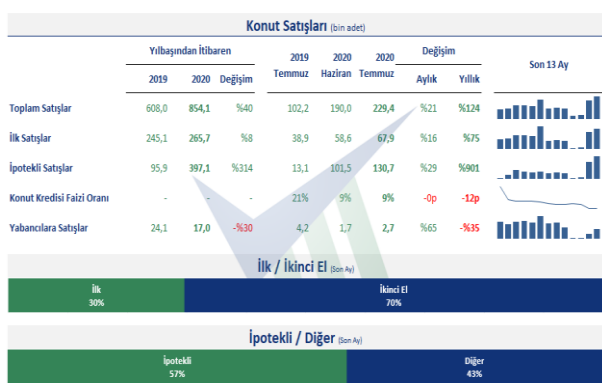 Konut Satışları (bin adet)
Yılbaşından İtibaren 2019 2020 2020 Değişim Son 13 Ay
2019 2020 Değişim Temmuz Haziran Temmuz Aylık Yıllık
Toplam Satışlar 608,0 854,1 %40 102,2 190,0 229,4 %21 %124
İlk Satışlar 245,1 265,7 %8 38,9 58,6 67,9 %16 %75
İpotekli Satışlar 95,9 397,1 %314 13,1 101,5 130,7 %29 %901
Konut Kredisi Faizi Oranı - - - 21% 9% 9% -0p -12p
Yabancılara Satışlar 24,1 17,0 -%30 4,2 1,7 2,7 %65 -%35
İlk / İkinci El (Son Ay)
İlk İkinci El
30% 70%
İpotekli / Diğer (Son Ay)
İpotekli Diğer
57% 43%